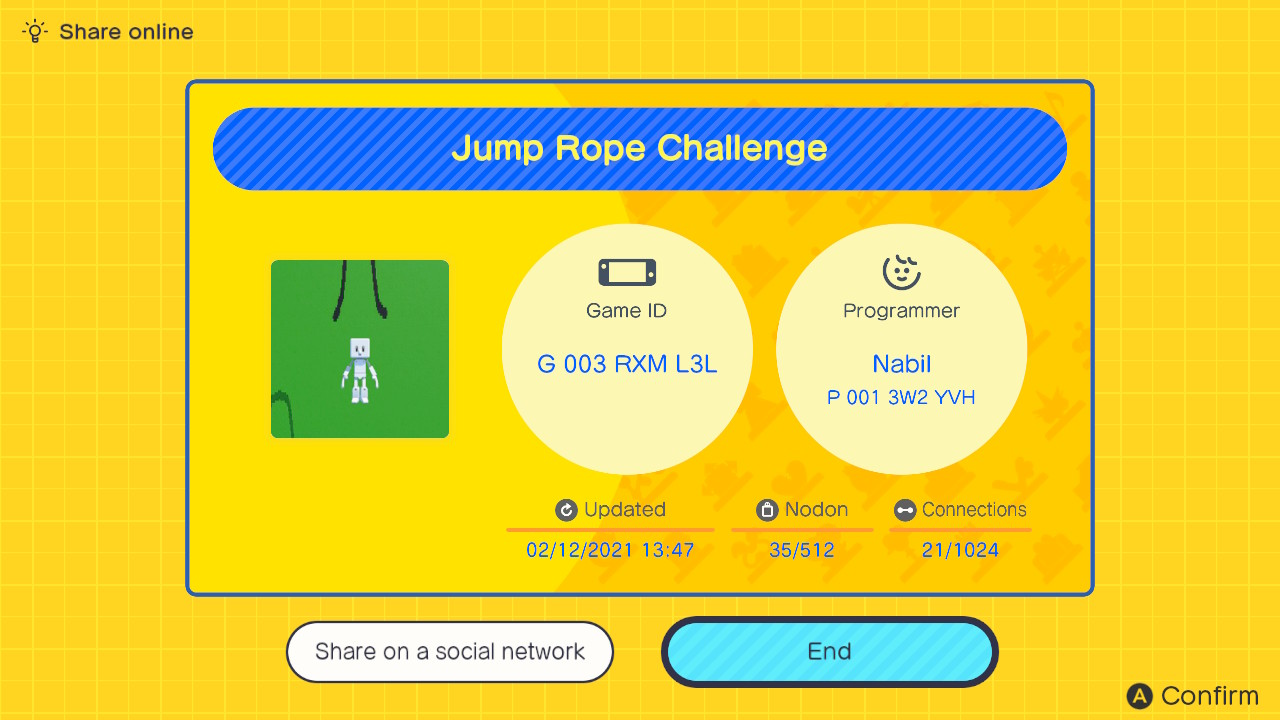 Share online
Jump Rope Challenge
Game ID
G 003 RXM L3L
Programmer
Nabil
P 001 3W2 YVH
Updated
02/12/2021 13:47
Nodon
35/512
Connections
21/1024
Share on a social network
End
A Confirm